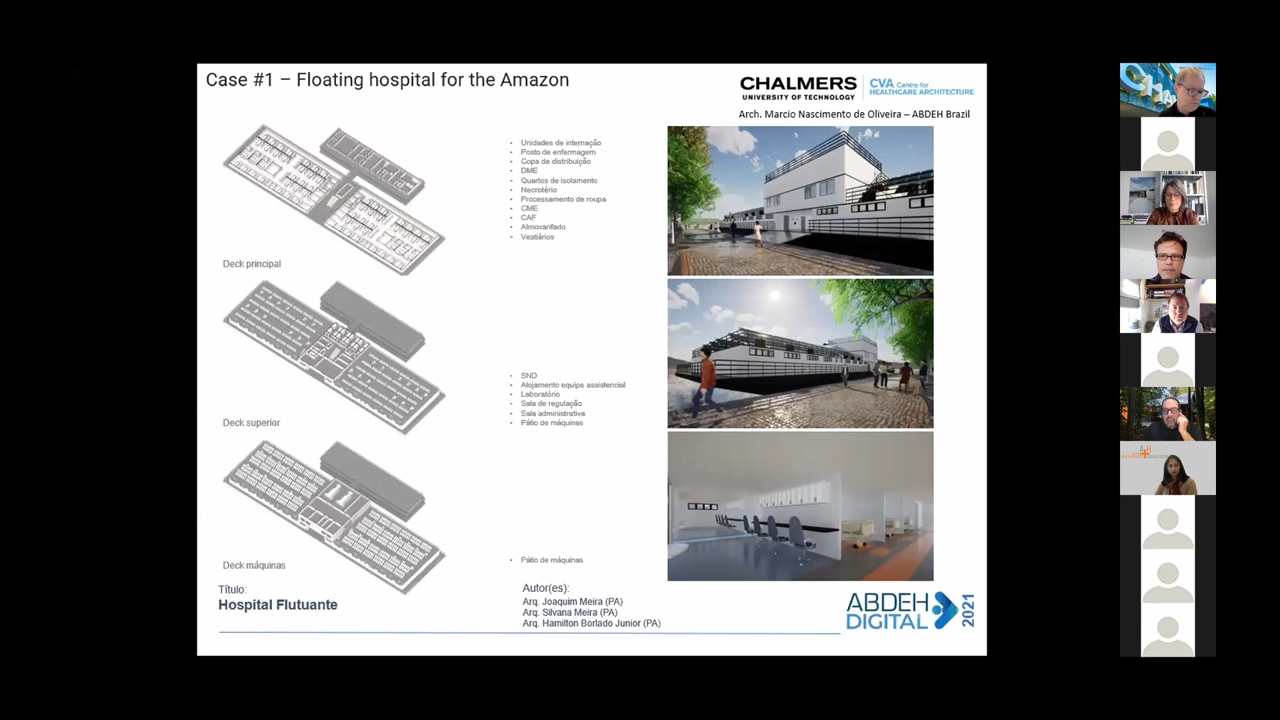 Case #1 – Floating hospital for the Amazon
CHALMERS
UNIVERSITY OF TECHNOLOGY
CVA Centre for
HEALTHCARE ARCHITECTURE
Arch. Marcio Nascimento de Oliveira – ABDEH Brazil
• Unidades de internação
• Posto de enfermagem
• Copa de distribuição
• DME
• Quartos de isolamento
• Necrotério
• Processamento de roupa
• CME
• CAF
• Almoxarifado
• Vestiários
Deck principal
• SND
• Alojamento equipe assistencial
• Laboratório
• Sala de regulação
• Sala administrativa
• Pátio de máquinas
Deck superior
• Pátio de máquinas
Deck máquinas
Título:
Hospital Flutuante
Autor(es):
Arq. Joaquim Meira (PA)
Arq. Silvana Meira (PA)
Arq. Hamilton Borlado Junior (PA)
ABDEH
DIGITAL
2021